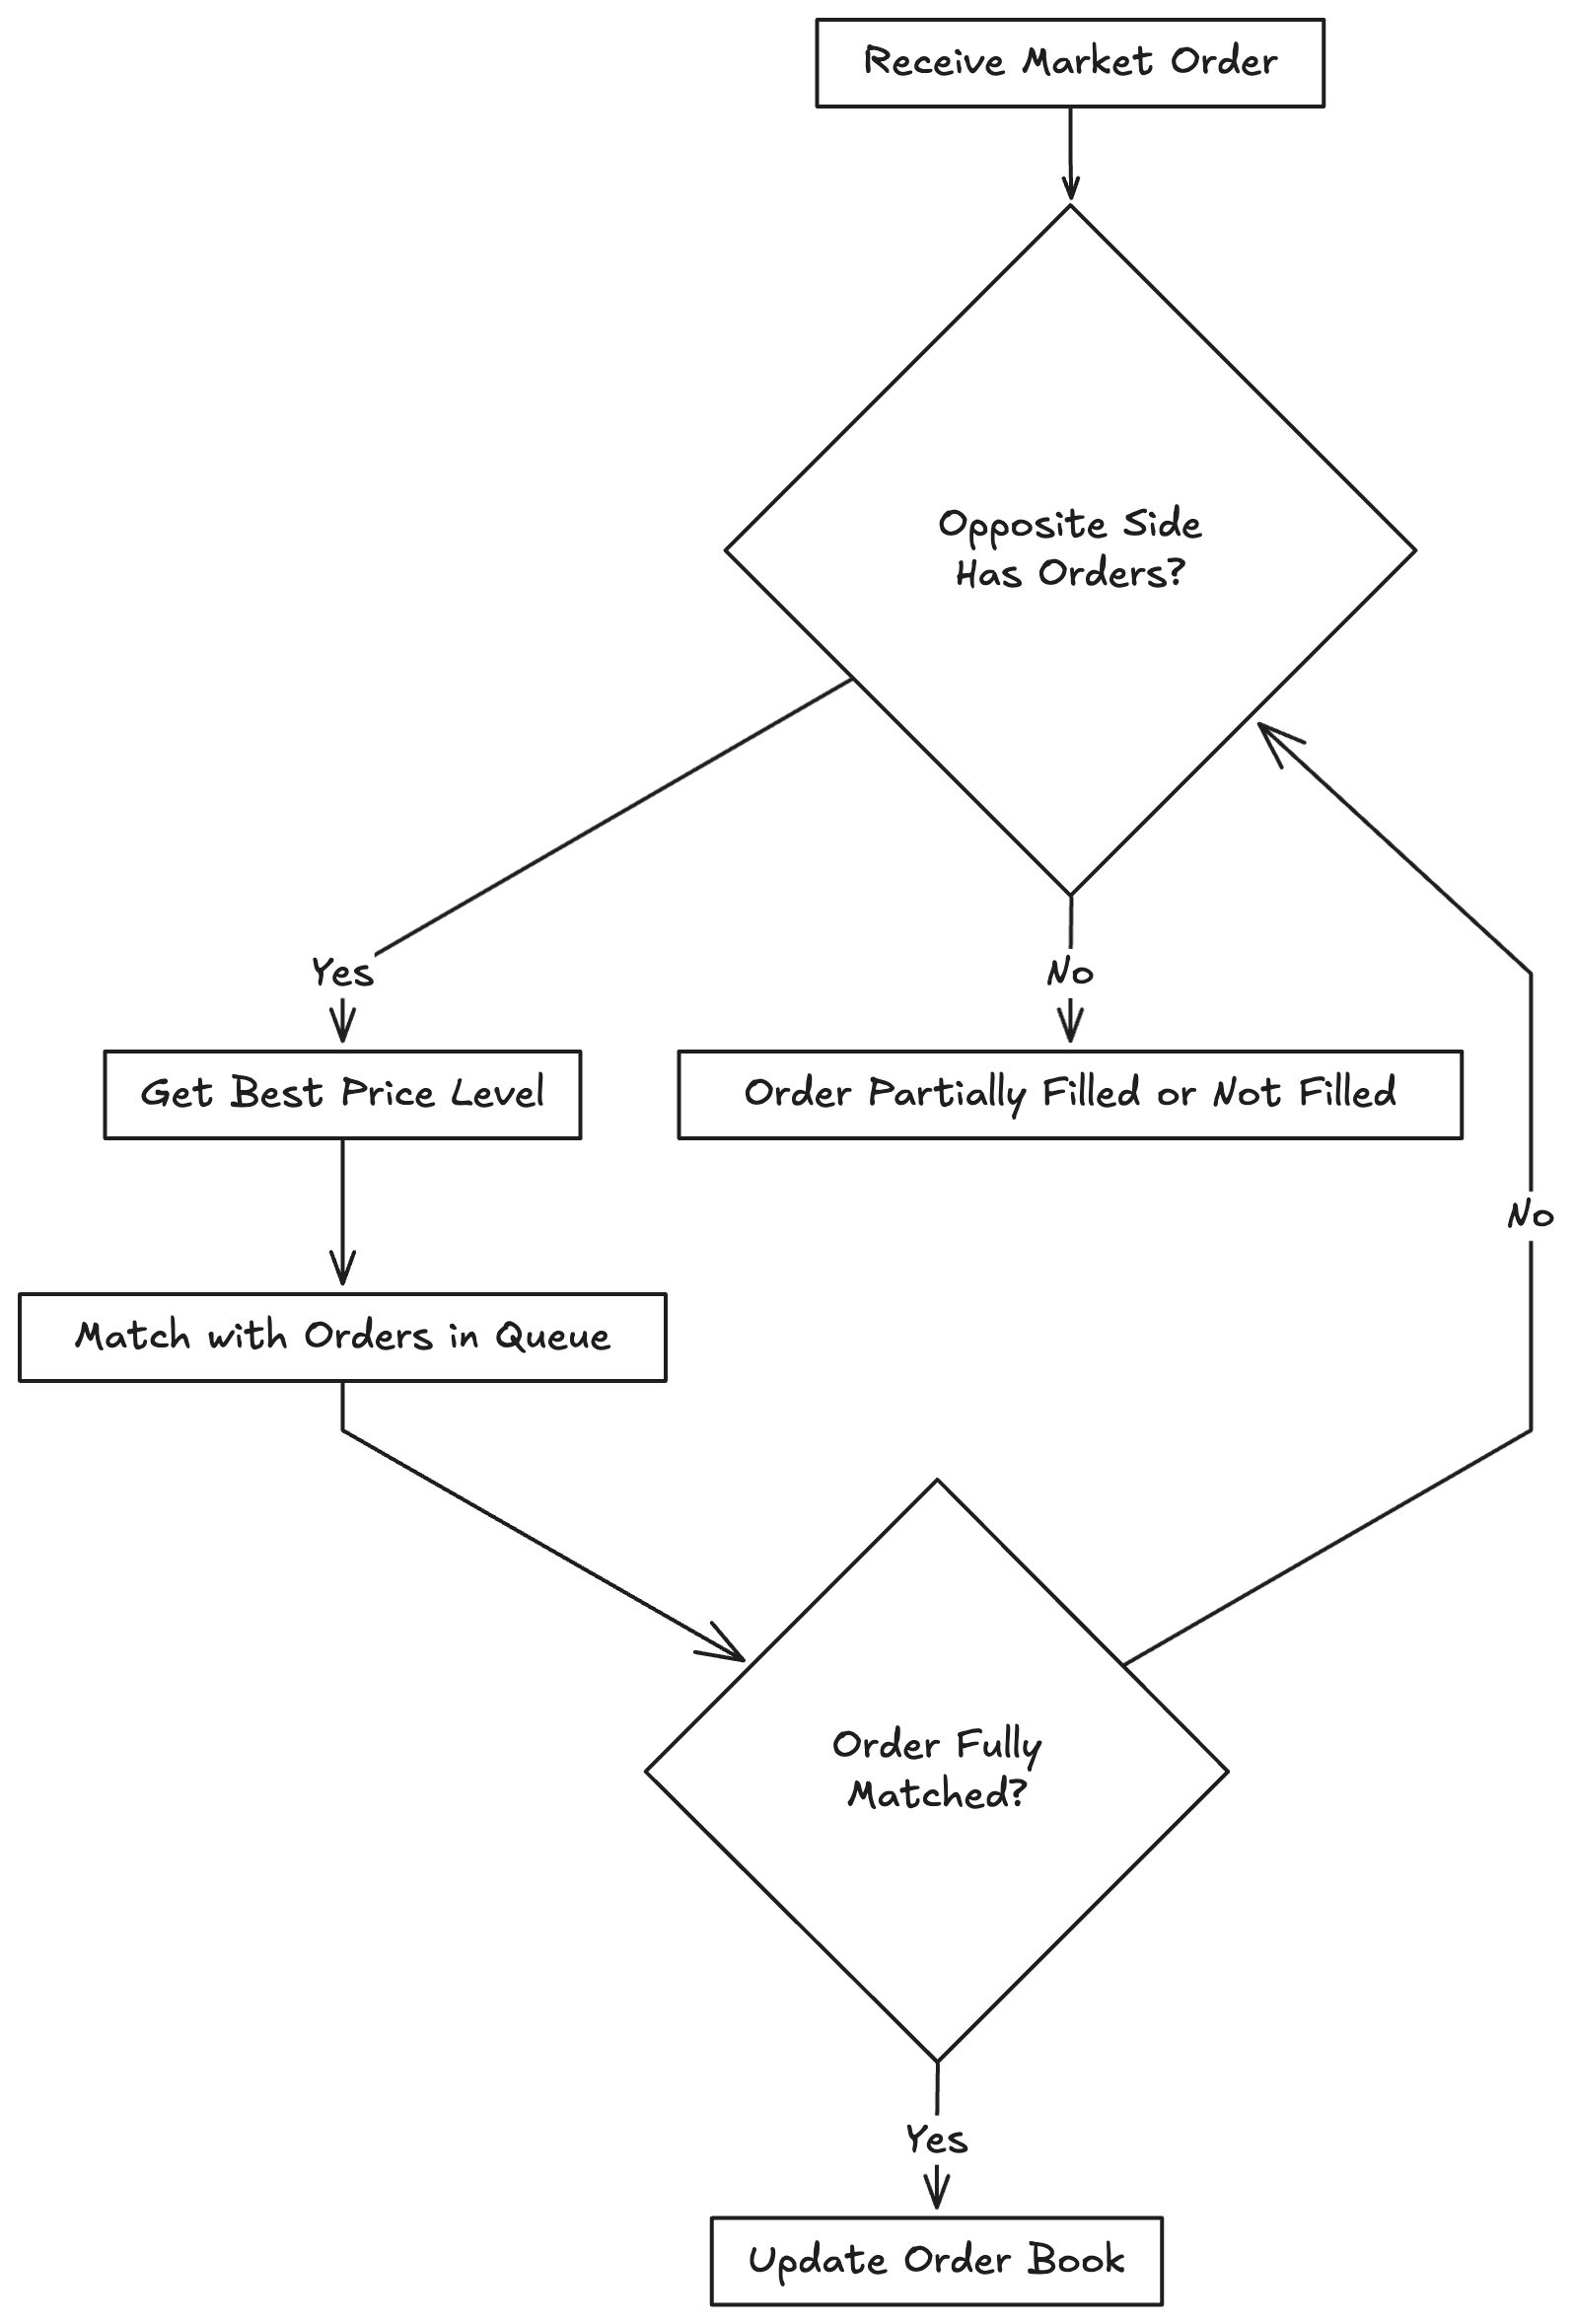 Receive Market Order
Opposite Side
Has Orders?
Yes
No
Get Best Price Level
Order Partially Filled or Not Filled
No
Match with Orders in Queue
Order Fully
Matched?
Yes
Update Order Book